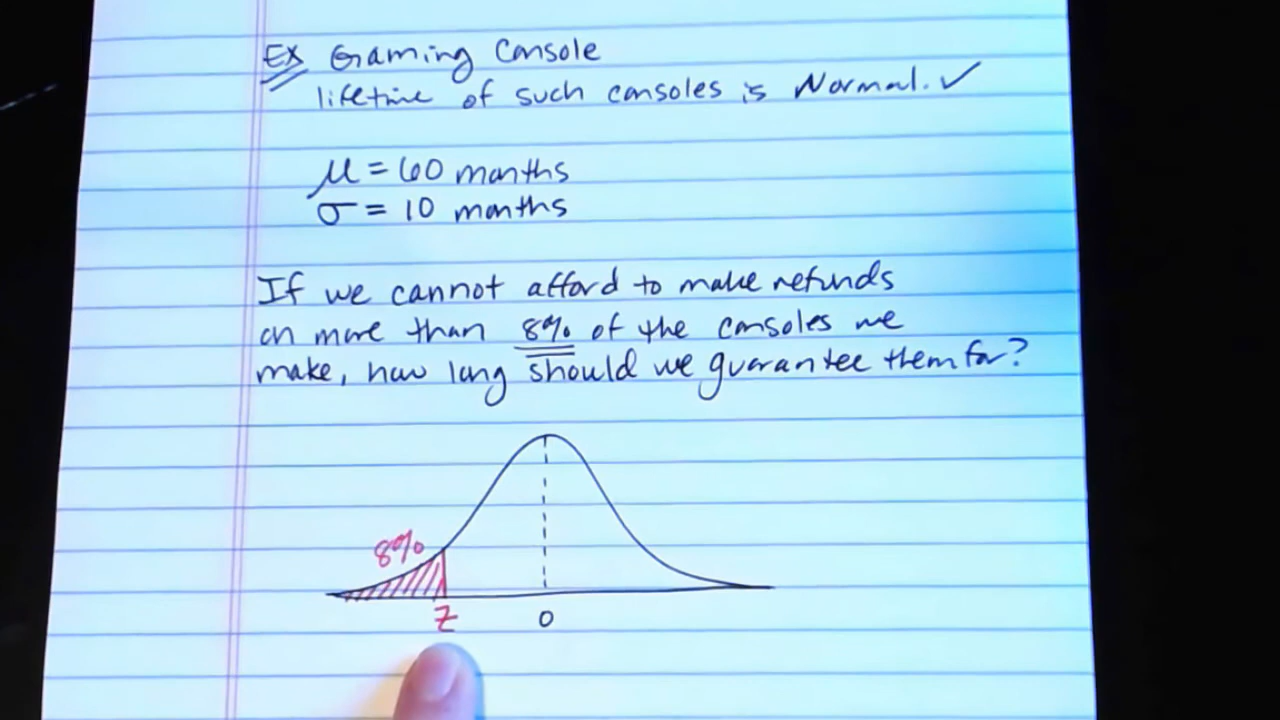 Ex Gaming Console
lifetime of such consoles is Normal. ✓
μ = 60 months
σ = 10 months
If we cannot afford to make refunds
on more than 8% of the consoles we
make, how long should we guarantee them for?
8%
z 0